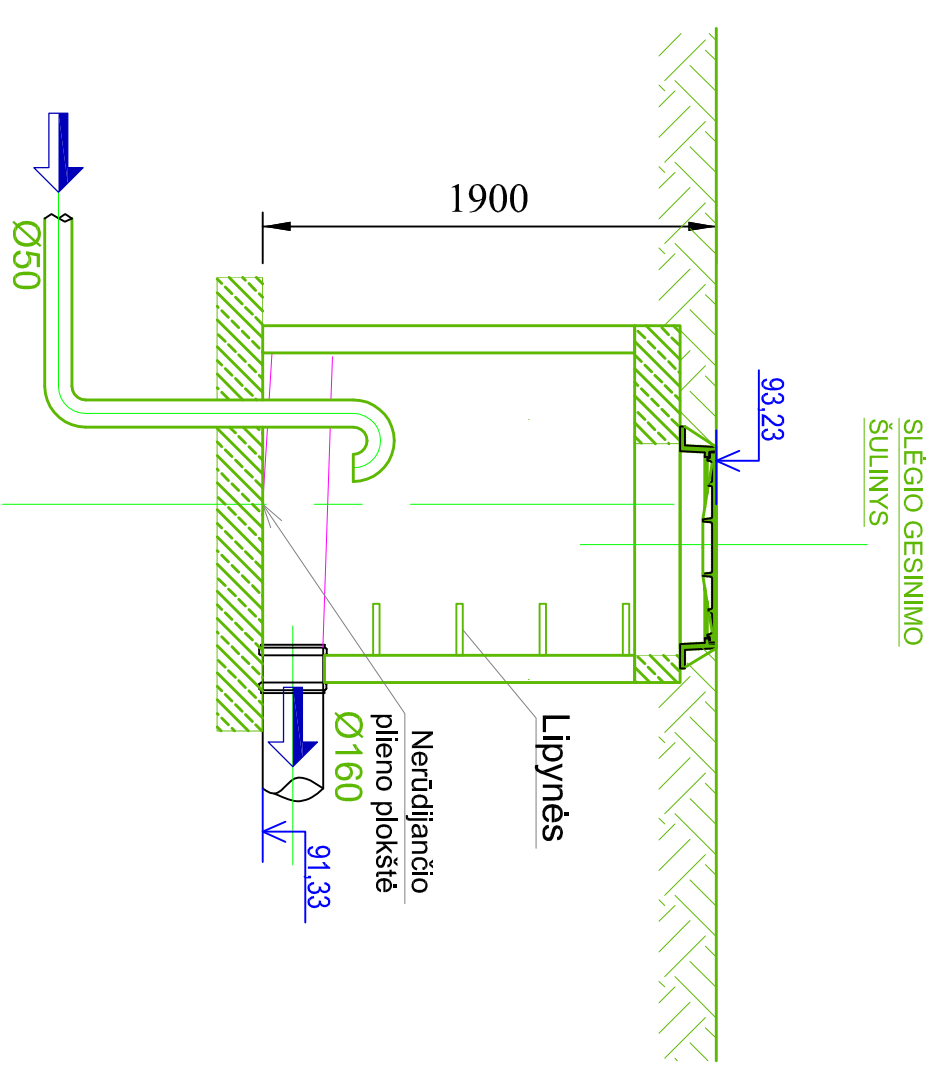 SLĖGIO GESINIMO
ŠULINYS
93,23
1900
Lipynės
Nerūdijančio
plieno plokštė
Ø160
91,33
Ø50